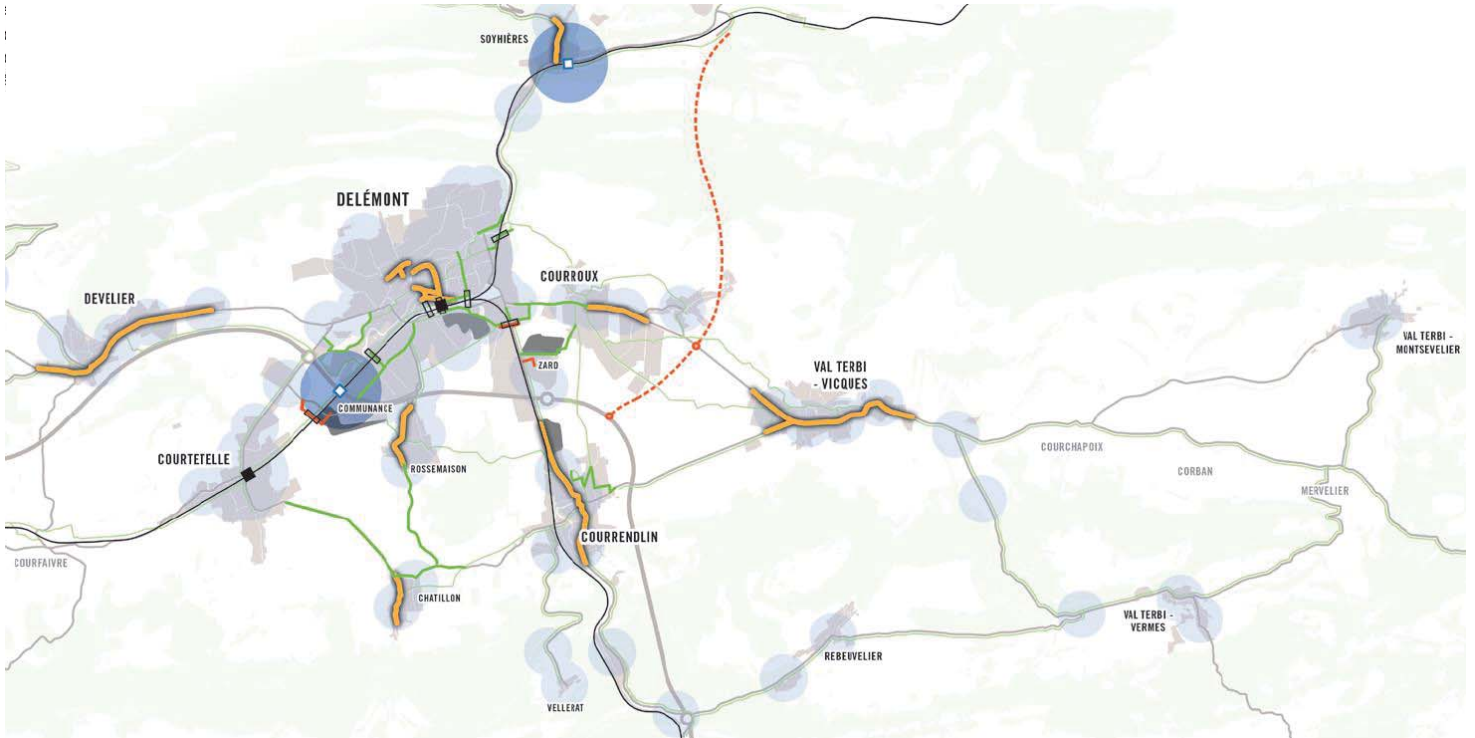 SOYHIÈRES
DELÉMONT
COURROUX
DEVELIER
VAL TERBI -
MONTSEVELIER
ZARD
VAL TERBI
- VICQUES
COMMUNANCE
COURTETELLE
ROSSEMAISON
COURCHAPOIX
CORBAN
MERVELIER
COURRENDLIN
COURFAIVRE
CHATILLON
VAL TERBI -
VERMES
REBEUVELIER
VELLERAT